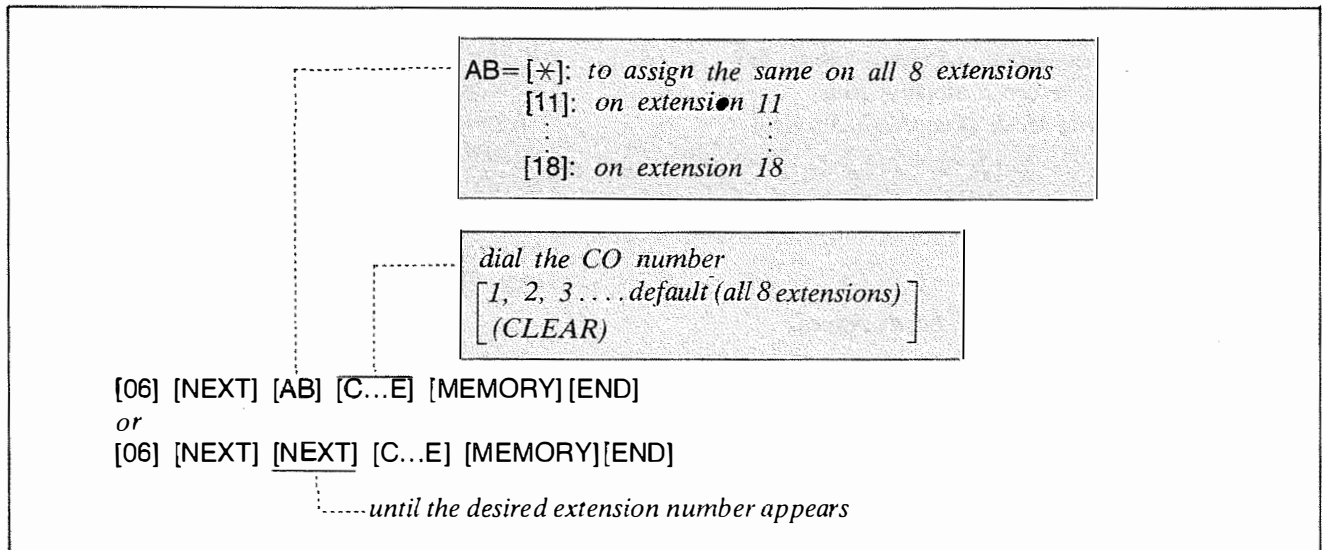 AB=[✳]: to assign the same on all 8 extensions
[11]: on extension 11
⋮ ⋮
[18]: on extension 18
dial the CO number
[1, 2, 3....default (all 8 extensions)
(CLEAR)]
[06] [NEXT] [AB] [C...E] [MEMORY] [END]
or
[06] [NEXT] [NEXT] [C...E] [MEMORY] [END]
until the desired extension number appears